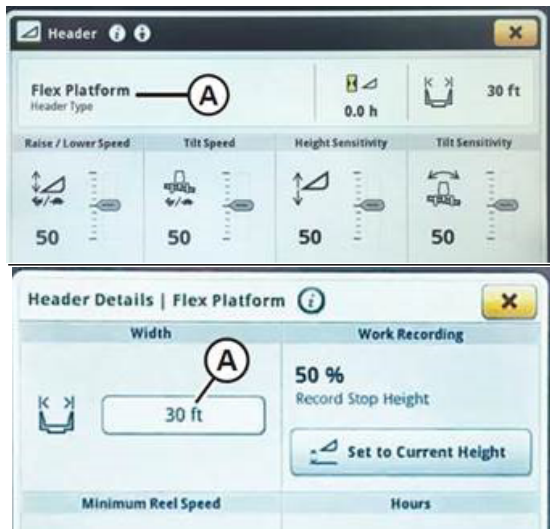 Header
Flex Platform
Header Type
A
0.0 h
30 ft
Raise / Lower Speed
Tilt Speed
Height Sensitivity
Tilt Sensitivity
50
50
50
50
Header Details | Flex Platform
Width
Work Recording
A
30 ft
50 %
Record Stop Height
Set to Current Height
Minimum Reel Speed
Hours